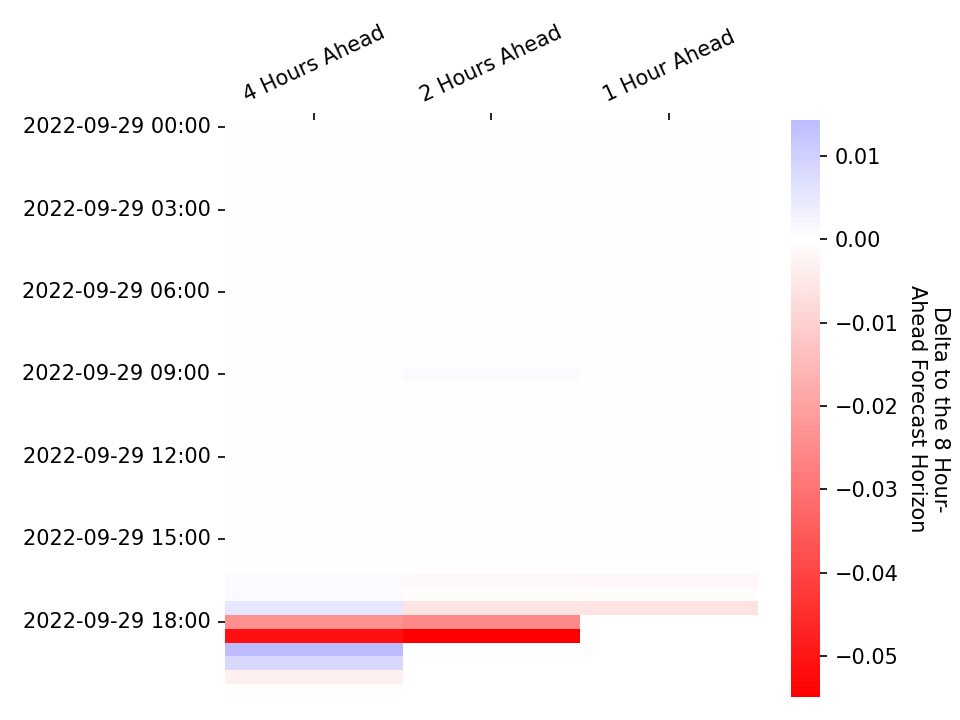 4 Hours Ahead
2 Hours Ahead
1 Hour Ahead
2022-09-29 00:00
2022-09-29 03:00
2022-09-29 06:00
2022-09-29 09:00
2022-09-29 12:00
2022-09-29 15:00
2022-09-29 18:00
0.01
0.00
−0.01
−0.02
−0.03
−0.04
−0.05
Delta to the 8 Hour-
Ahead Forecast Horizon